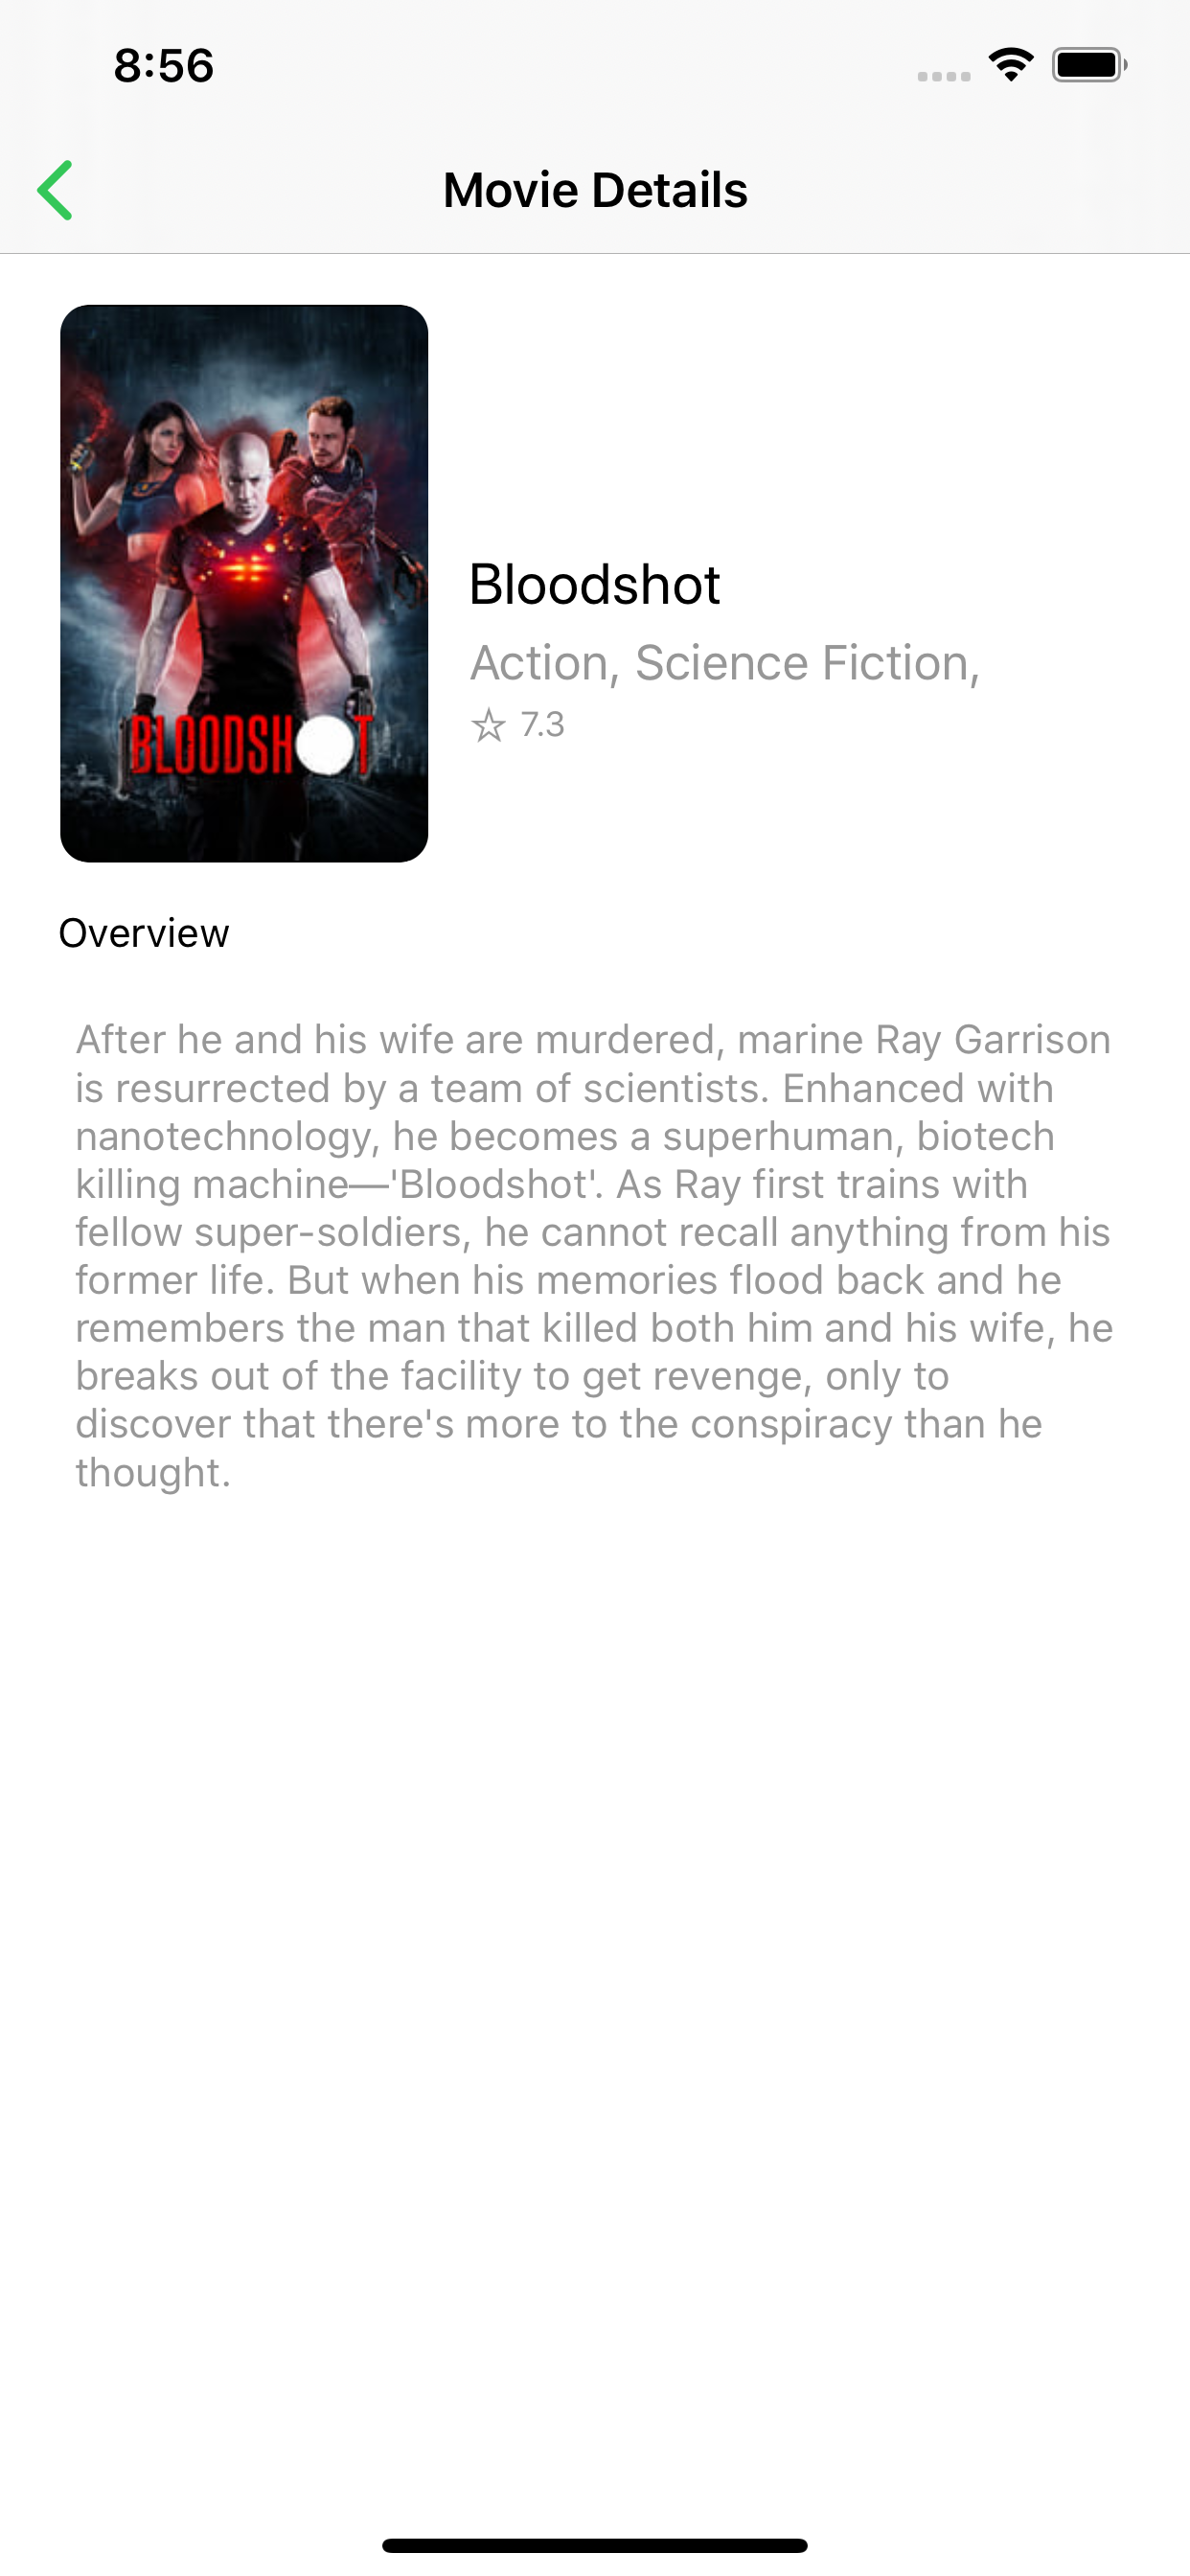 8:56
Movie Details
BLOODSHOT
Bloodshot
Action, Science Fiction,
7.3
Overview
After he and his wife are murdered, marine Ray Garrison
is resurrected by a team of scientists. Enhanced with
nanotechnology, he becomes a superhuman, biotech
killing machine—'Bloodshot'. As Ray first trains with
fellow super-soldiers, he cannot recall anything from his
former life. But when his memories flood back and he
remembers the man that killed both him and his wife, he
breaks out of the facility to get revenge, only to
discover that there's more to the conspiracy than he
thought.